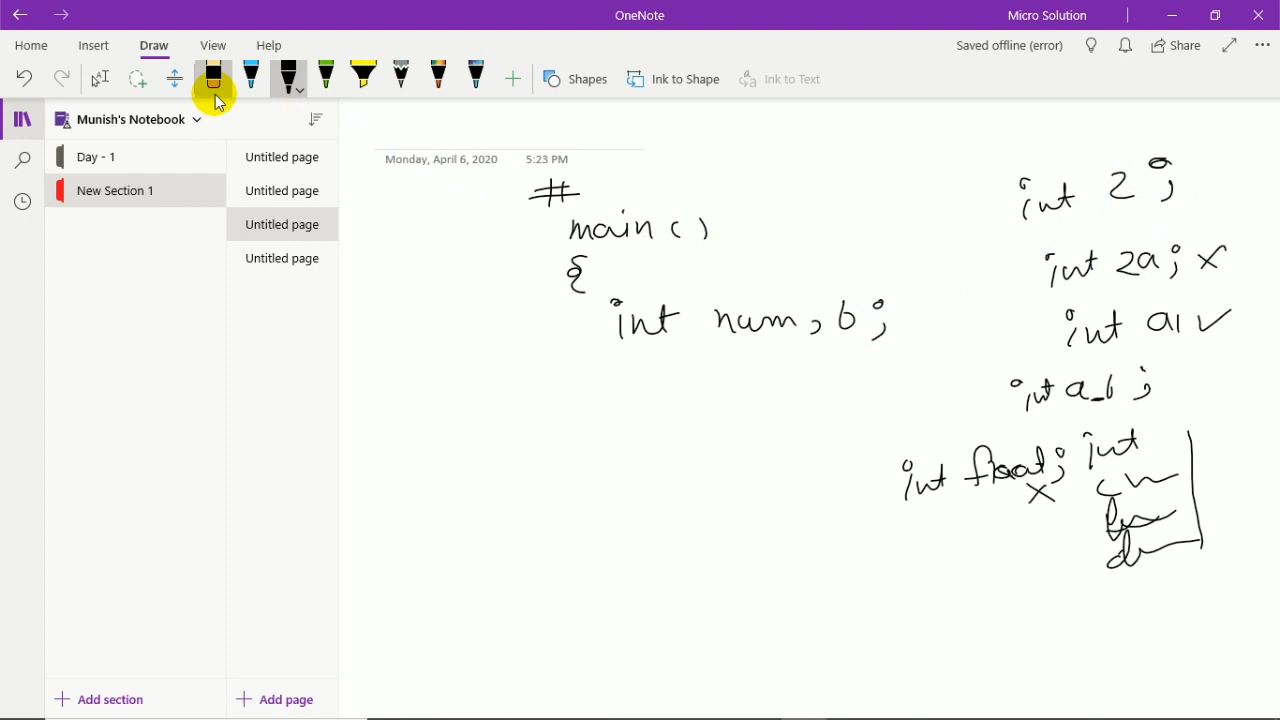 OneNote
Micro Solution
Home
Insert
Draw
View
Help
Saved offline (error)
Share
Shapes
Ink to Shape
Ink to Text
Munish's Notebook
Day - 1
New Section 1
Untitled page
Untitled page
Untitled page
Untitled page
Add section
Add page
Monday, April 6, 2020
5:23 PM
#
main ( )
{
int num, b ;
int 2 ;
int 2a ; x
int a1 ✓
int a_b ;
int float ; x
int